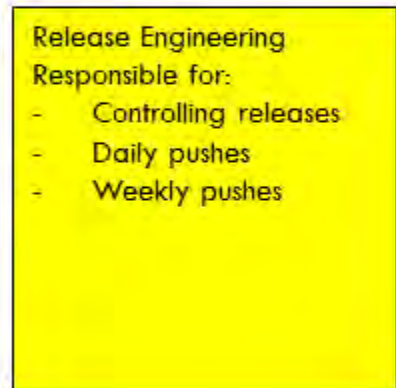 Release Engineering
Responsible for:
- Controlling releases
- Daily pushes
- Weekly pushes